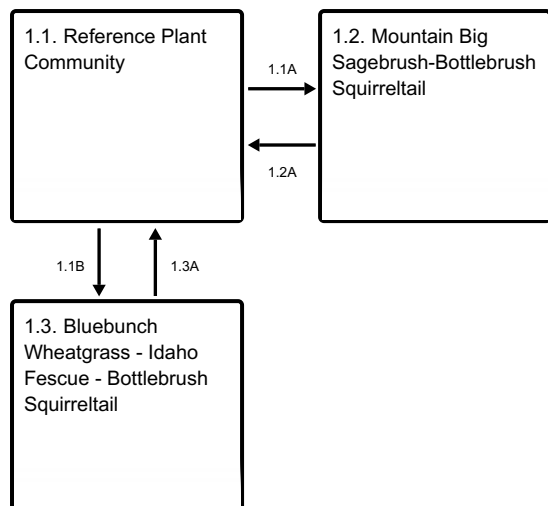 1.1. Reference Plant
Community
1.2. Mountain Big
Sagebrush-Bottlebrush
Squirreltail
1.1A
1.2A
1.1B
1.3A
1.3. Bluebunch
Wheatgrass - Idaho
Fescue - Bottlebrush
Squirreltail